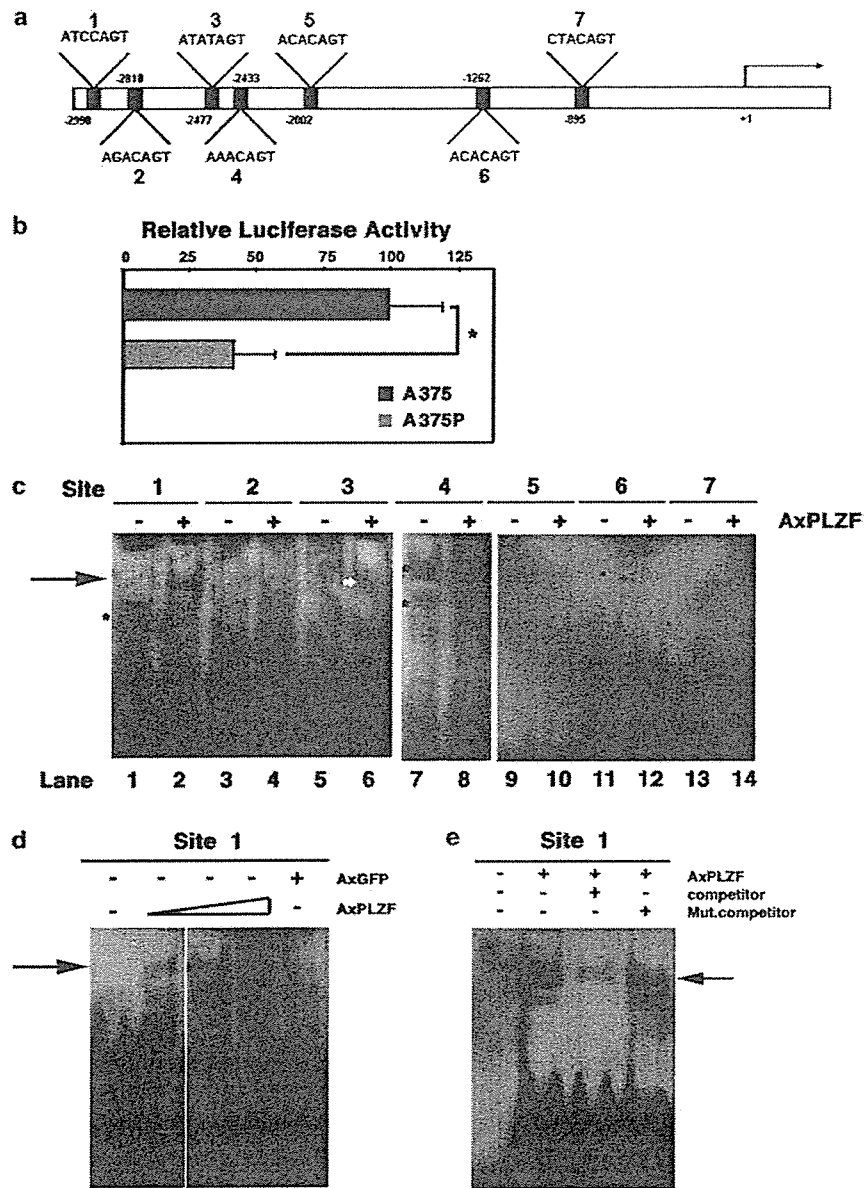 a
1 3 5 7
ATCCAGT ATATAGT ACACAGT CTACAGT
-2818 -2433 -1262
-2998 -2477 -2002 -895 +1
AGACAGT AAACAGT ACACAGT
2 4 6
b
Relative Luciferase Activity
0 25 50 75 100 125
*
A375
A375P
c
Site 1 2 3 4 5 6 7
- + - + - + - + - + - + - + AxPLZF
*
*
*
Lane 1 2 3 4 5 6 7 8 9 10 11 12 13 14
d
Site 1
- - - - + AxGFP
- - AxPLZF
e
Site 1
- + + + AxPLZF
- - + - competitor
- - - + Mut.competitor